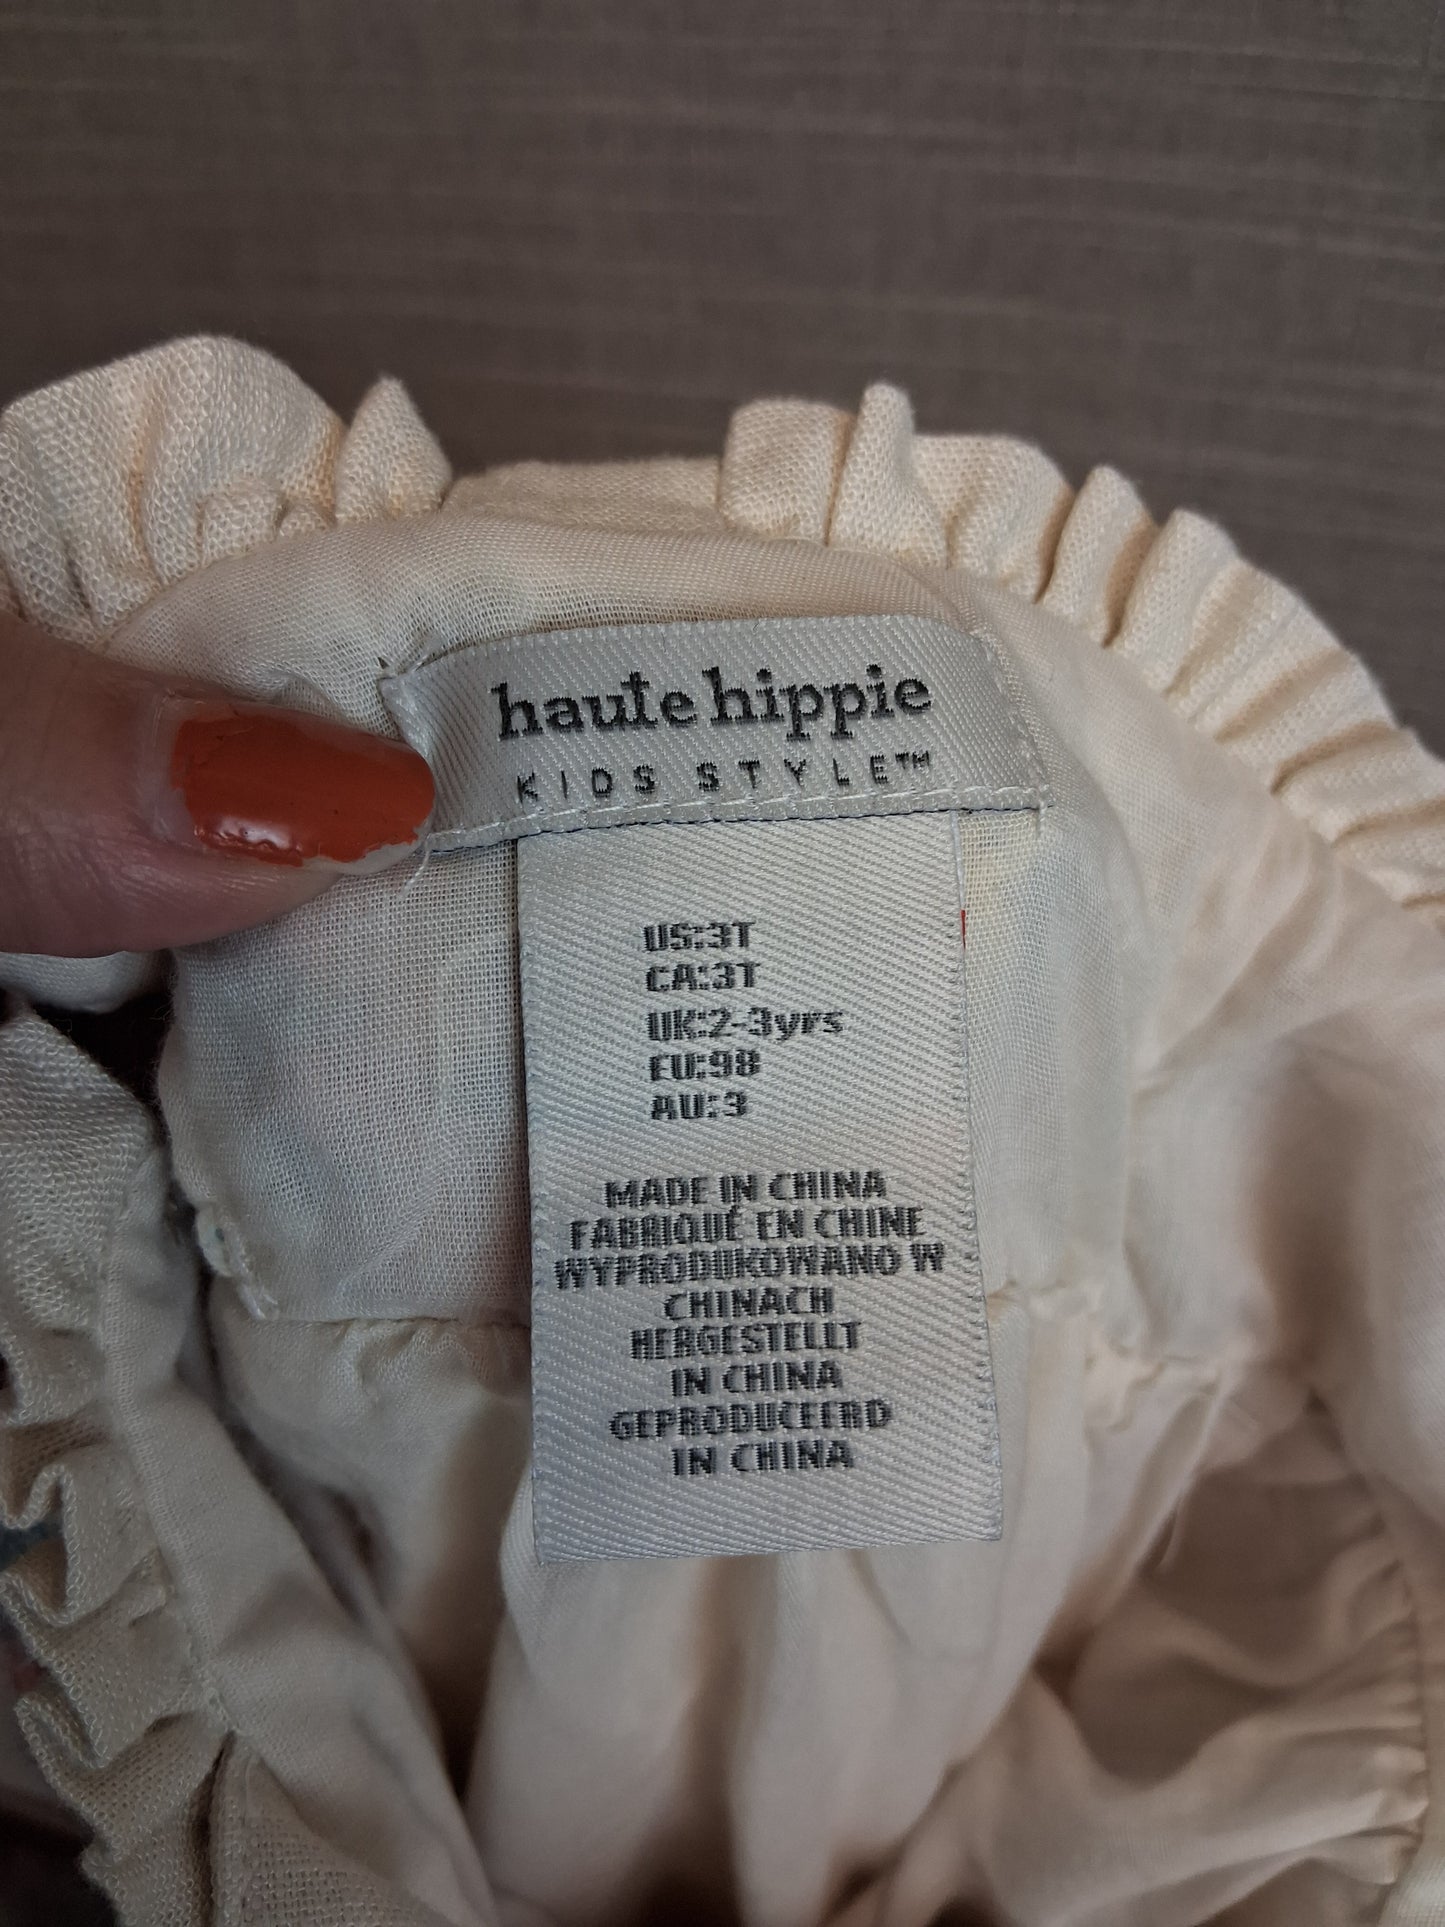 haute hippie
KIDS STYLE™
US:3T
CA:3T
UK:2-3yrs
EU:98
AU:3
MADE IN CHINA
FABRIQUÉ EN CHINE
WYPRODUKOWANO W
CHINACH
HERGESTELLT
IN CHINA
GEPRODUCEERD
IN CHINA